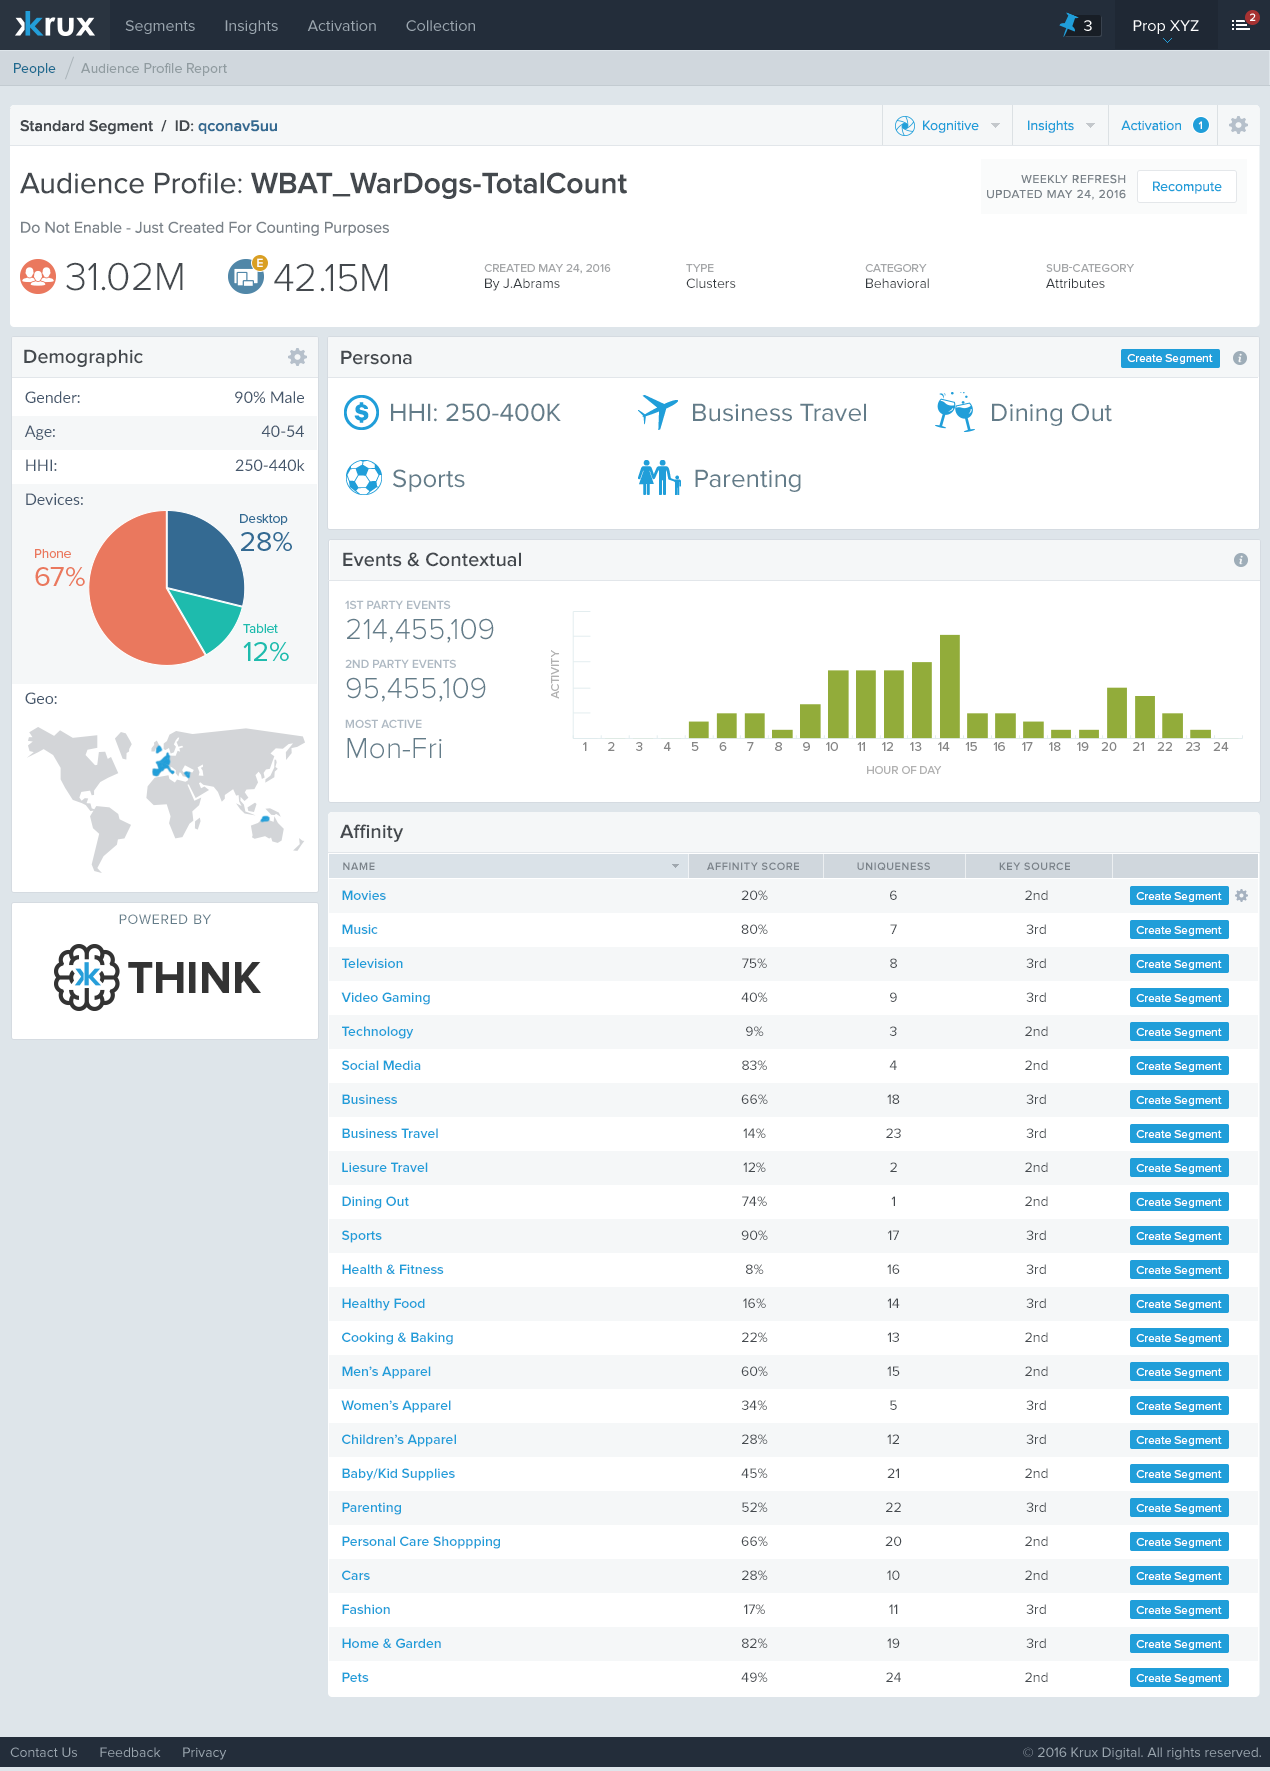 krux Segments Insights Activation Collection 3 Prop XYZ 2
People / Audience Profile Report
Standard Segment / ID: qconav5uu Kognitive Insights Activation 1
Audience Profile: WBAT_WarDogs-TotalCount
WEEKLY REFRESH
UPDATED MAY 24, 2016
Recompute
Do Not Enable - Just Created For Counting Purposes
31.02M
E
42.15M
CREATED MAY 24, 2016
By J.Abrams
TYPE
Clusters
CATEGORY
Behavioral
SUB-CATEGORY
Attributes
Demographic
Gender: 90% Male
Age: 40-54
HHI: 250-440k
Devices:
Desktop
28%
Phone
67%
Tablet
12%
Geo:
POWERED BY
THINK
Persona Create Segment i
$ HHI: 250-400K Business Travel Dining Out
Sports Parenting
Events & Contextual i
1ST PARTY EVENTS
214,455,109
2ND PARTY EVENTS
95,455,109
MOST ACTIVE
Mon-Fri
ACTIVITY
1 2 3 4 5 6 7 8 9 10 11 12 13 14 15 16 17 18 19 20 21 22 23 24
HOUR OF DAY
Affinity
NAME AFFINITY SCORE UNIQUENESS KEY SOURCE
Movies 20% 6 2nd Create Segment
Music 80% 7 3rd Create Segment
Television 75% 8 3rd Create Segment
Video Gaming 40% 9 3rd Create Segment
Technology 9% 3 2nd Create Segment
Social Media 83% 4 2nd Create Segment
Business 66% 18 3rd Create Segment
Business Travel 14% 23 3rd Create Segment
Liesure Travel 12% 2 2nd Create Segment
Dining Out 74% 1 2nd Create Segment
Sports 90% 17 3rd Create Segment
Health & Fitness 8% 16 3rd Create Segment
Healthy Food 16% 14 3rd Create Segment
Cooking & Baking 22% 13 2nd Create Segment
Men's Apparel 60% 15 2nd Create Segment
Women's Apparel 34% 5 3rd Create Segment
Children's Apparel 28% 12 3rd Create Segment
Baby/Kid Supplies 45% 21 2nd Create Segment
Parenting 52% 22 3rd Create Segment
Personal Care Shoppping 66% 20 2nd Create Segment
Cars 28% 10 2nd Create Segment
Fashion 17% 11 3rd Create Segment
Home & Garden 82% 19 3rd Create Segment
Pets 49% 24 2nd Create Segment
Contact Us Feedback Privacy © 2016 Krux Digital. All rights reserved.